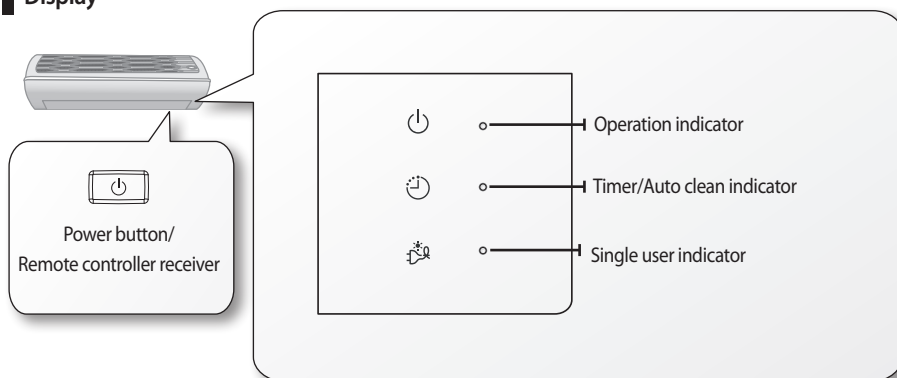 Display
Operation indicator
Timer/Auto clean indicator
Single user indicator
Power button/
Remote controller receiver